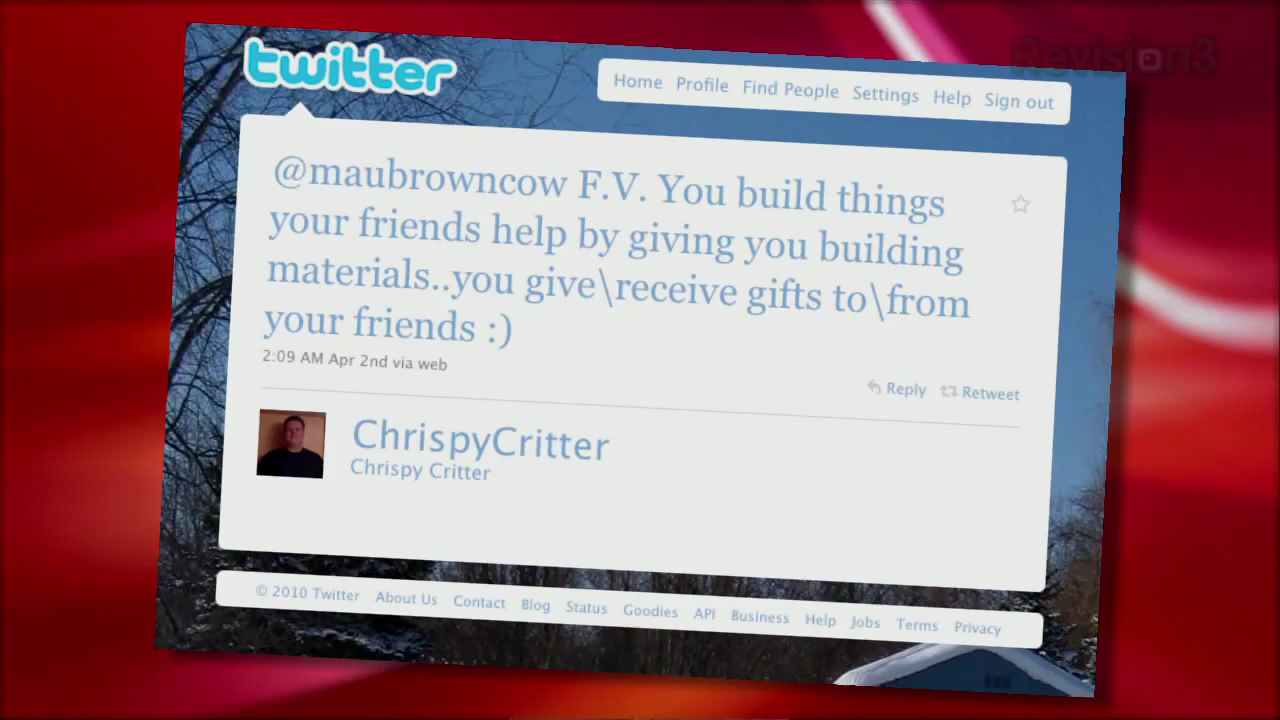 Revision3
twitter
Home Profile Find People Settings Help Sign out
@maubrowncow F.V. You build things
your friends help by giving you building
materials..you give\receive gifts to\from
your friends :)
2:09 AM Apr 2nd via web
Reply Retweet
ChrispyCritter
Chrispy Critter
© 2010 Twitter About Us Contact Blog Status Goodies API Business Help Jobs Terms Privacy